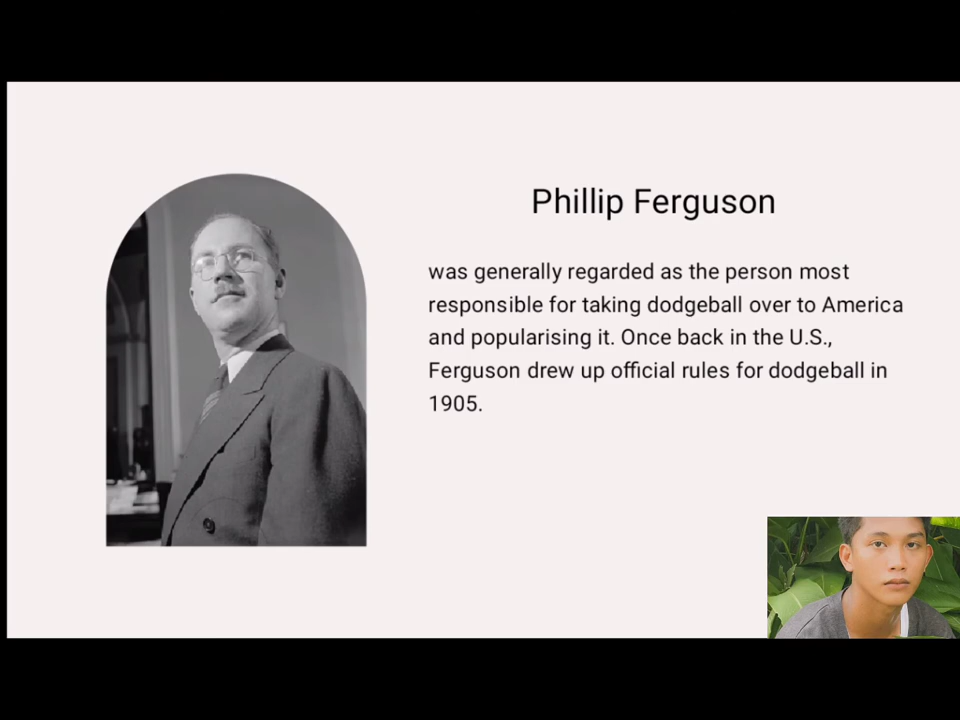 Phillip Ferguson
was generally regarded as the person most
responsible for taking dodgeball over to America
and popularising it. Once back in the U.S.,
Ferguson drew up official rules for dodgeball in
1905.